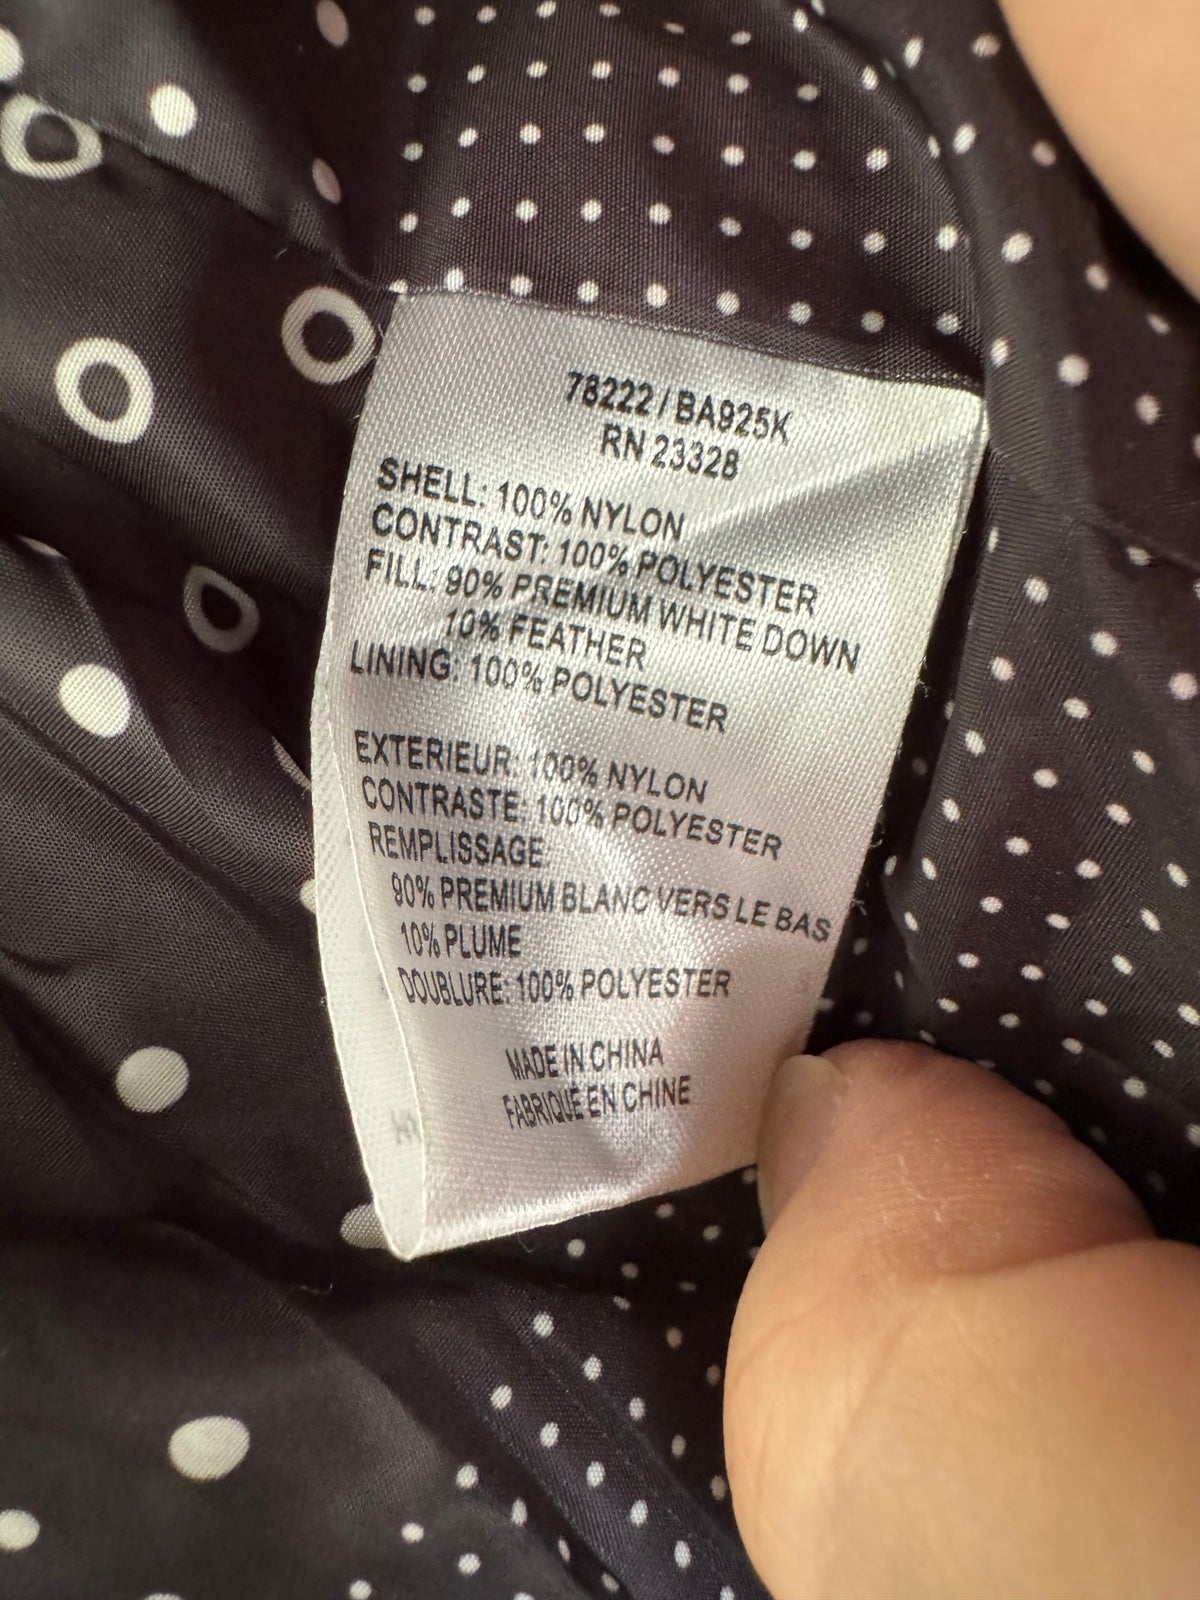 78222 / BA925K
RN 23328
SHELL: 100% NYLON
CONTRAST: 100% POLYESTER
FILL: 90% PREMIUM WHITE DOWN
10% FEATHER
LINING: 100% POLYESTER
EXTERIEUR: 100% NYLON
CONTRASTE: 100% POLYESTER
REMPLISSAGE:
90% PREMIUM BLANC VERS LE BAS
10% PLUME
DOUBLURE: 100% POLYESTER
MADE IN CHINA
FABRIQUÉ EN CHINE